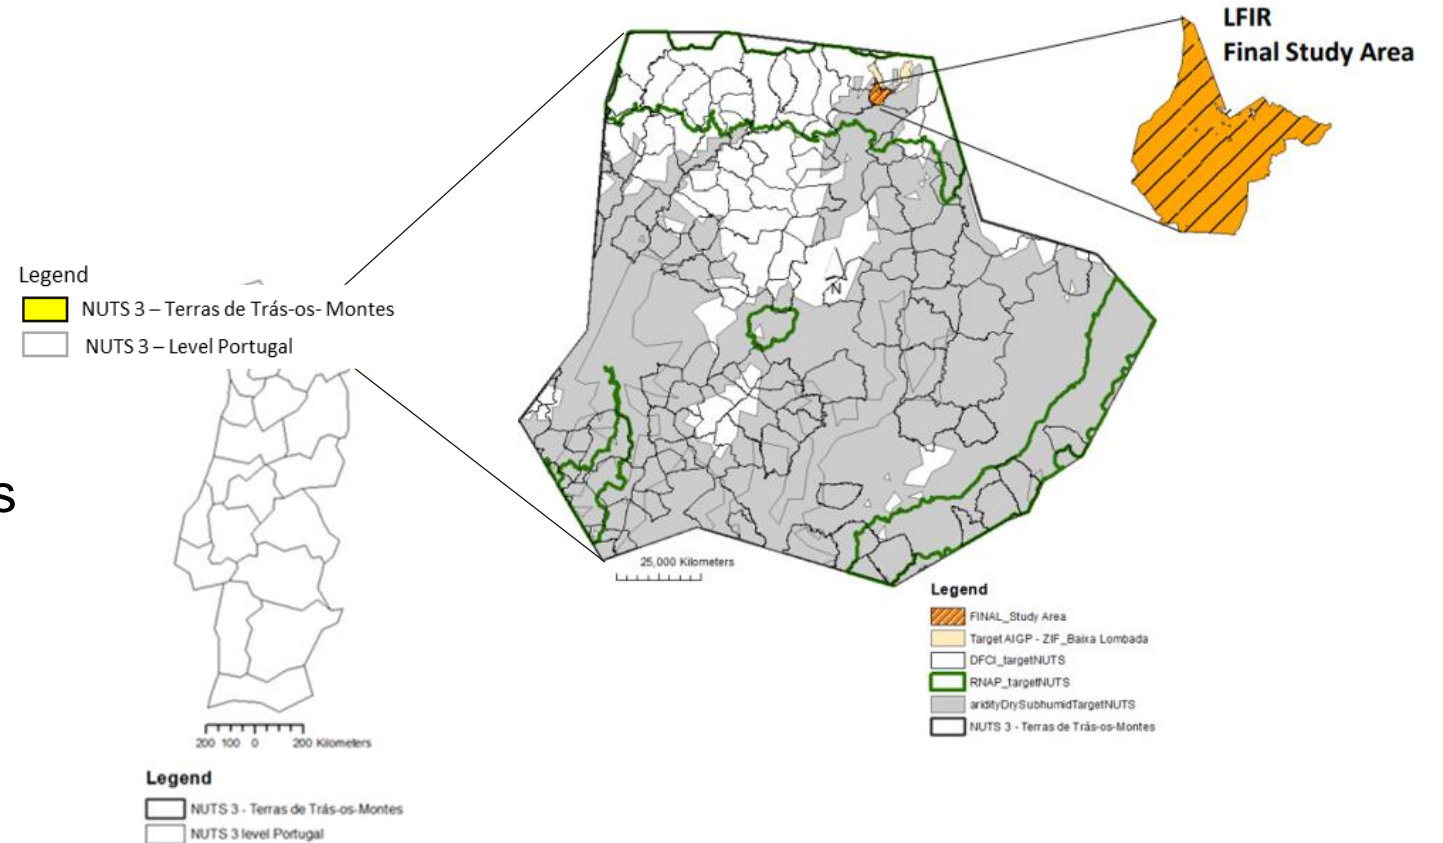 LFIR
Final Study Area
N
Legend
NUTS 3 – Terras de Trás-os- Montes
NUTS 3 – Level Portugal
s
25,000 Kilometers
Legend
FINAL_Study Area
Target AIGP - ZIF_Baixa Lombada
DFCI_targetNUTS
RNAP_targetNUTS
aridityDrySubhumidTargetNUTS
NUTS 3 - Terras de Trás-os-Montes
200 100 0 200 Kilometers
Legend
NUTS 3 - Terras de Trás-os-Montes
NUTS 3 level Portugal